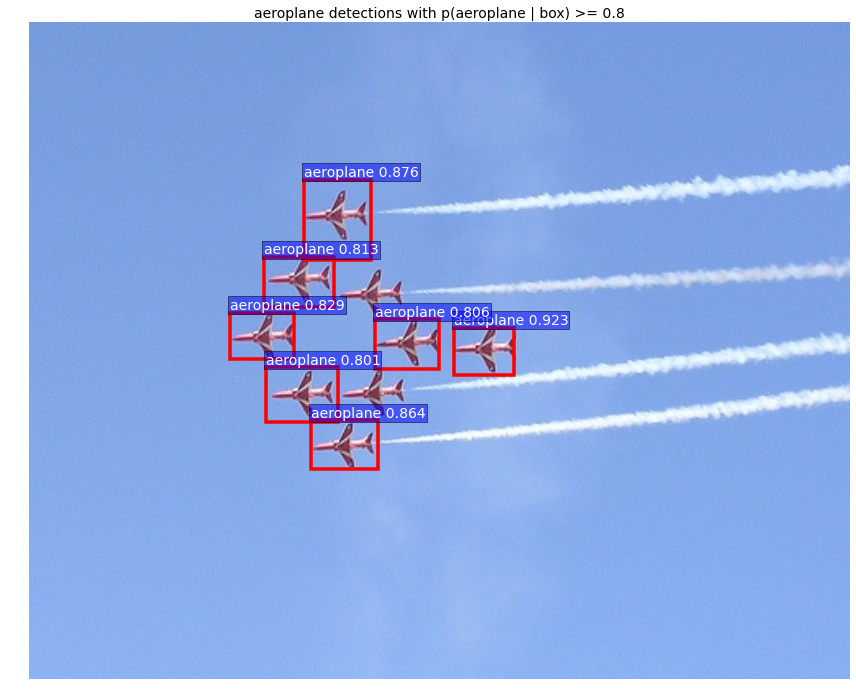 aeroplane detections with p(aeroplane | box) >= 0.8
aeroplane 0.876
aeroplane 0.813
aeroplane 0.829
aeroplane 0.806
aeroplane 0.923
aeroplane 0.801
aeroplane 0.864